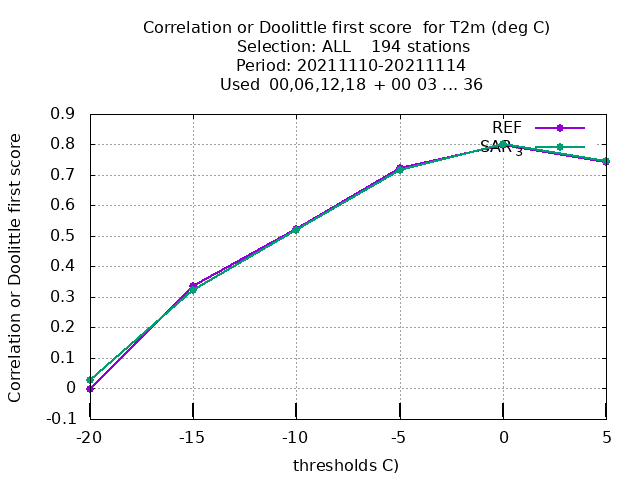 Correlation or Doolittle first score  for T2m (deg C)
Selection: ALL    194 stations
Period: 20211110-20211114
Used  00,06,12,18  + 00 03 ... 36
Correlation or Doolittle first score
0.9
0.8
0.7
0.6
0.5
0.4
0.3
0.2
0.1
0
-0.1
REF
SAR3
-20
-15
-10
-5
0
5
thresholds C)